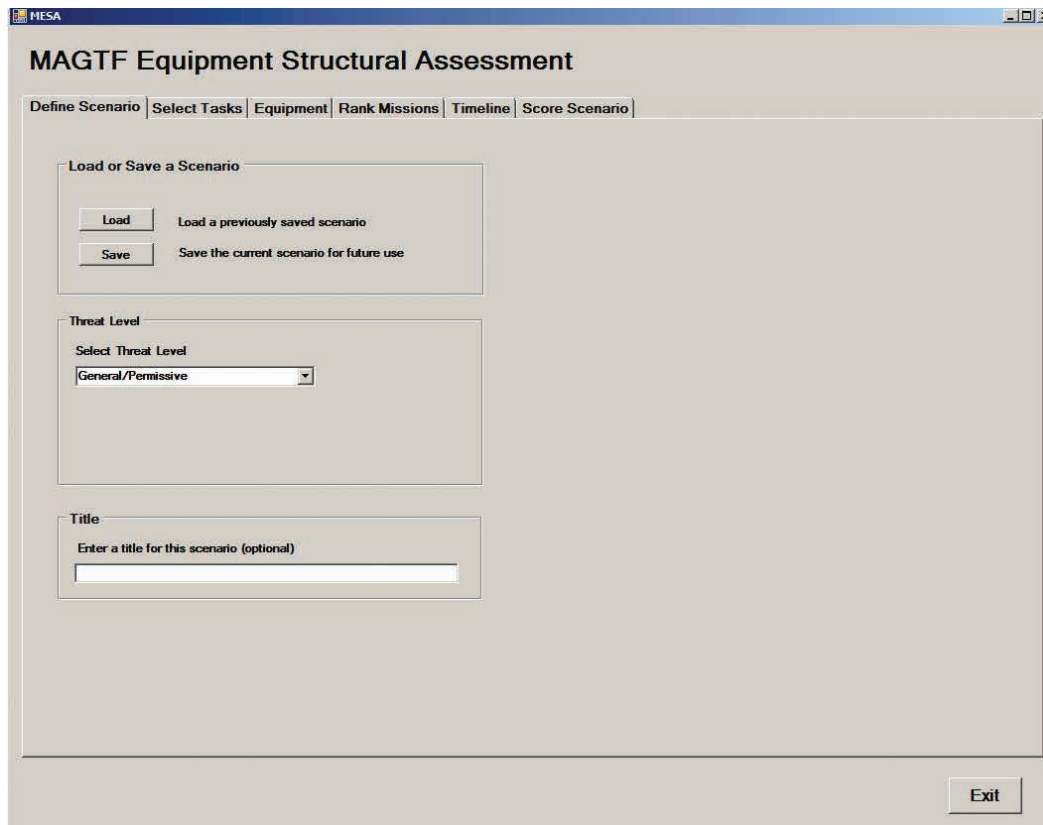 MESA
MAGTF Equipment Structural Assessment
Define Scenario Select Tasks Equipment Rank Missions Timeline Score Scenario
Load or Save a Scenario
Load Load a previously saved scenario
Save Save the current scenario for future use
Threat Level
Select Threat Level
General/Permissive
Title
Enter a title for this scenario (optional)
Exit